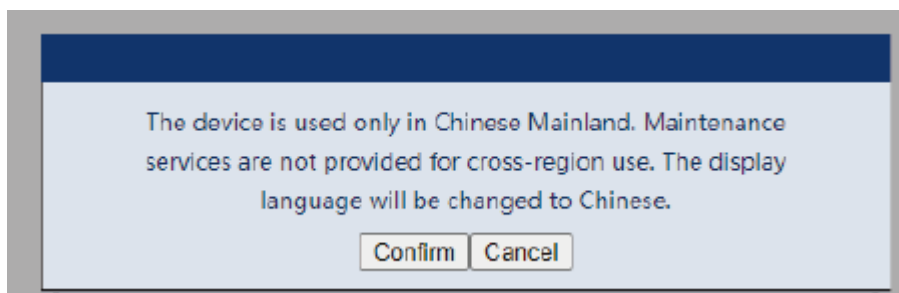 The device is used only in Chinese Mainland. Maintenance
services are not provided for cross-region use. The display
language will be changed to Chinese.
Confirm Cancel